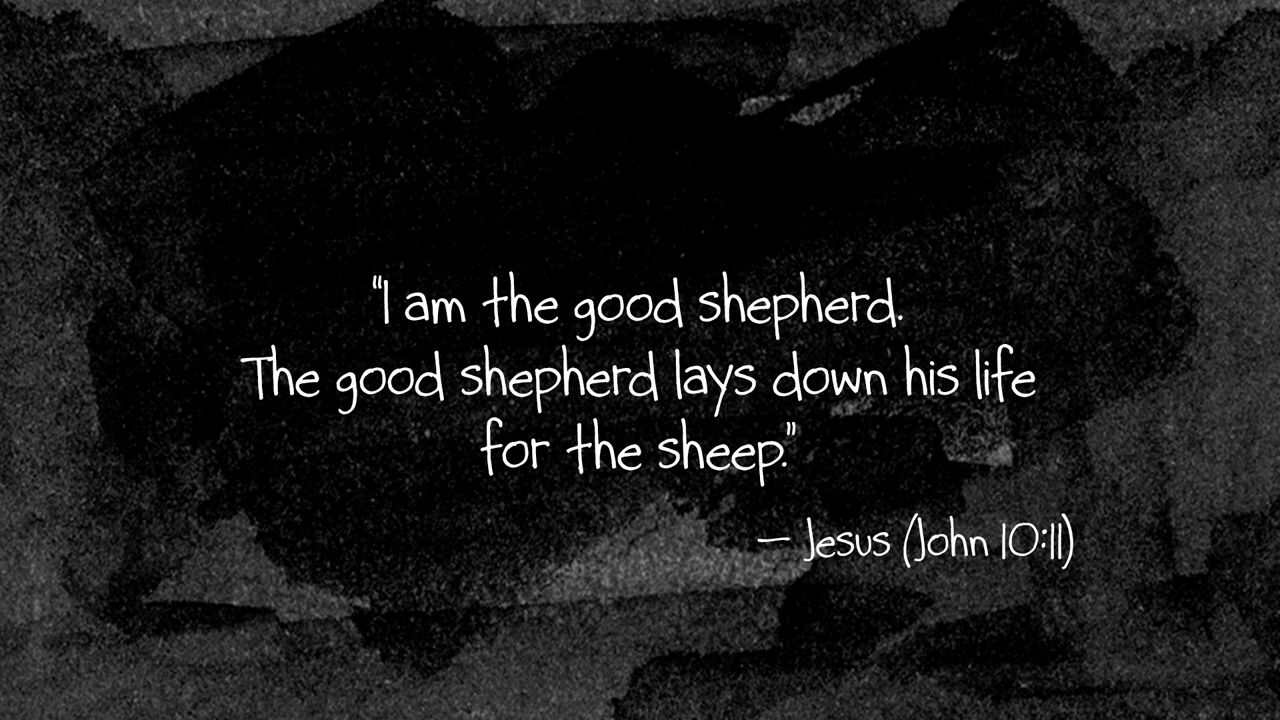 "I am the good shepherd.
The good shepherd lays down his life
for the sheep."
– Jesus (John 10:11)